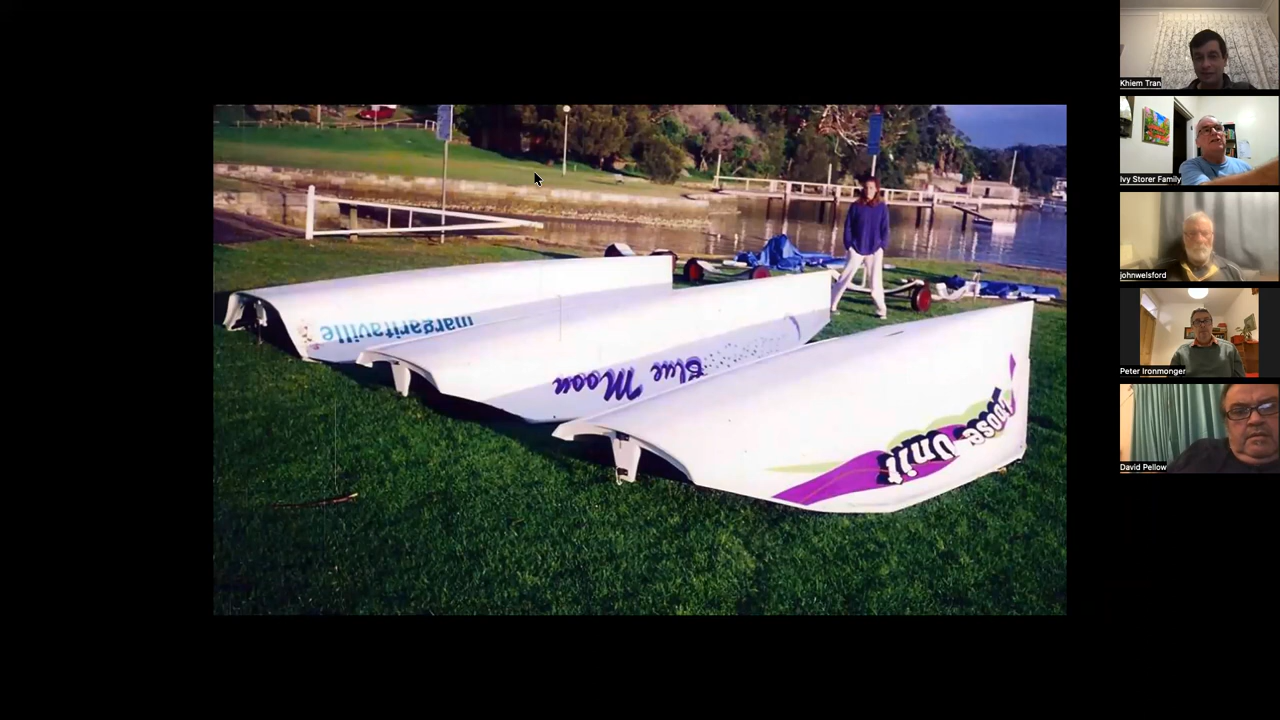 margaritaville
Blue Moon
Loose Unit
Khiem Tran
Ivy Storer Family
johnwelsford
Peter Ironmonger
David Pellow